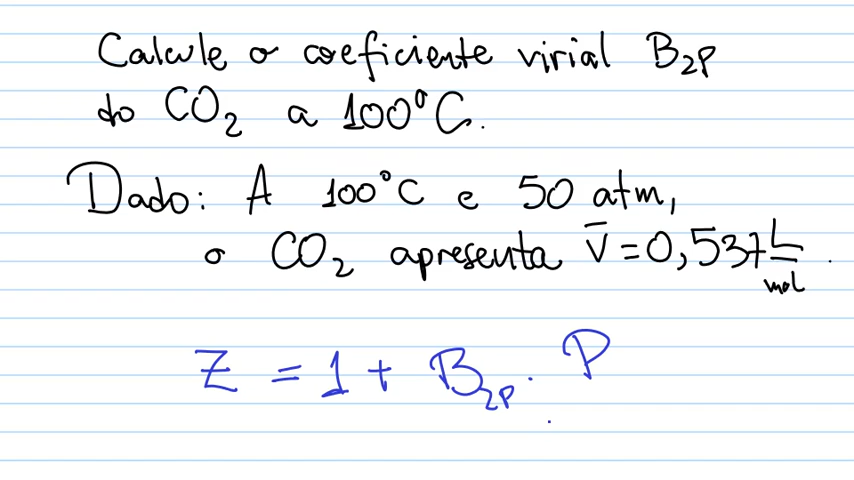 Calcule o coeficiente virial B₂P
do CO₂ a 100°C.
Dado: A 100°C e 50 atm,
o CO₂ apresenta V̅ = 0,537 L/mol.
Z = 1 + B₂P · P